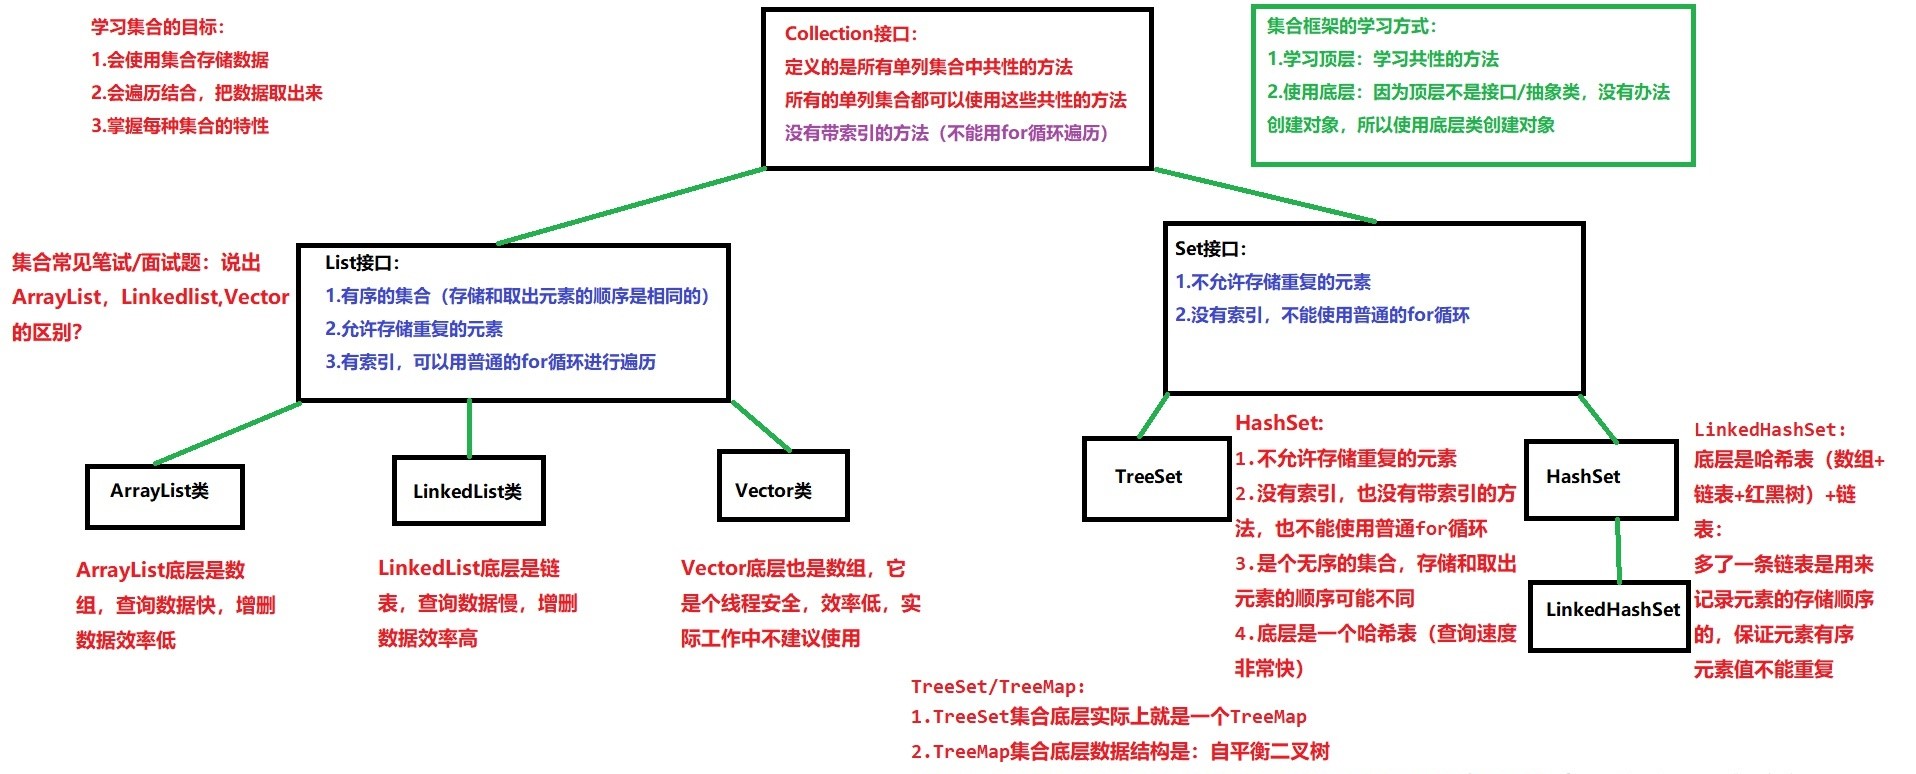 学习集合的目标：
1.会使用集合存储数据
2.会遍历结合，把数据取出来
3.掌握每种集合的特性
Collection接口：
定义的是所有单列集合中共性的方法
所有的单列集合都可以使用这些共性的方法
没有带索引的方法（不能用for循环遍历）
集合框架的学习方式：
1.学习顶层：学习共性的方法
2.使用底层：因为顶层不是接口/抽象类，没有办法
创建对象，所以使用底层类创建对象
集合常见笔试/面试题：说出
ArrayList，Linkedlist,Vector
的区别？
List接口：
1.有序的集合（存储和取出元素的顺序是相同的）
2.允许存储重复的元素
3.有索引，可以用普通的for循环进行遍历
Set接口：
1.不允许存储重复的元素
2.没有索引，不能使用普通的for循环
ArrayList类
LinkedList类
Vector类
TreeSet
HashSet
LinkedHashSet
ArrayList底层是数
组，查询数据快，增删
数据效率低
LinkedList底层是链
表，查询数据慢，增删
数据效率高
Vector底层也是数组，它
是个线程安全，效率低，实
际工作中不建议使用
HashSet:
1.不允许存储重复的元素
2.没有索引，也没有带索引的方
法，也不能使用普通for循环
3.是个无序的集合，存储和取出
元素的顺序可能不同
4.底层是一个哈希表（查询速度
非常快）
LinkedHashSet:
底层是哈希表（数组+
链表+红黑树）+链
表：
多了一条链表是用来
记录元素的存储顺序
的，保证元素有序
元素值不能重复
TreeSet/TreeMap:
1.TreeSet集合底层实际上就是一个TreeMap
2.TreeMap集合底层数据结构是：自平衡二叉树